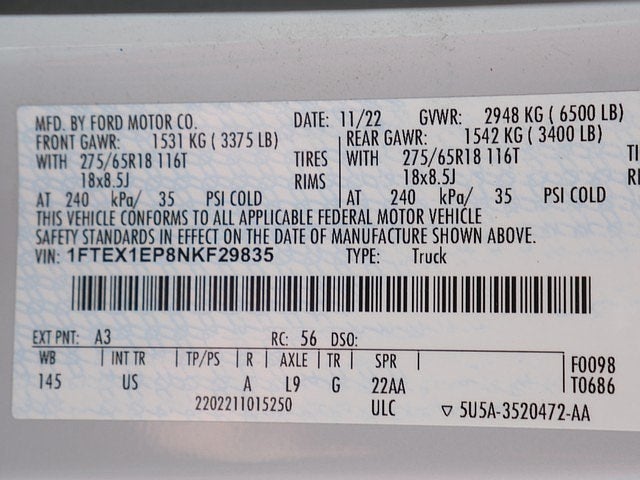 MFD. BY FORD MOTOR CO. DATE: 11/22 GVWR: 2948 KG ( 6500 LB)
FRONT GAWR: 1531 KG ( 3375 LB) REAR GAWR: 1542 KG ( 3400 LB)
WITH 275/65R18 116T TIRES WITH 275/65R18 116T TI
18x8.5J RIMS 18x8.5J RI
AT 240 kPa/ 35 PSI COLD AT 240 kPa/ 35 PSI COLD
THIS VEHICLE CONFORMS TO ALL APPLICABLE FEDERAL MOTOR VEHICLE
SAFETY STANDARDS IN EFFECT ON THE DATE OF MANUFACTURE SHOWN ABOVE.
VIN: 1FTEX1EP8NKF29835 TYPE: Truck
EXT PNT: A3 RC: 56 DSO:
WB INT TR TP/PS R AXLE TR SPR F0098
145 US A L9 G 22AA T0686
2202211015250 ULC ▽ 5U5A-3520472-AA